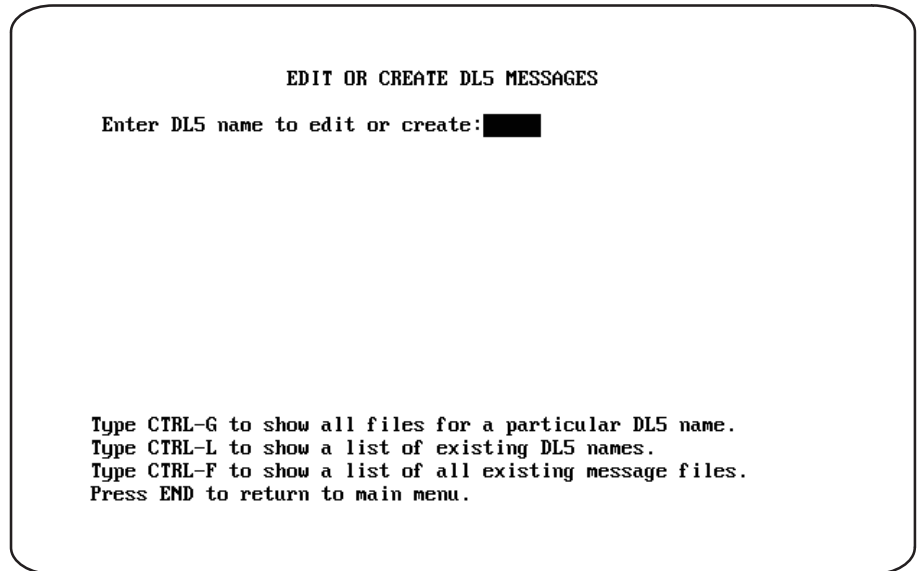 EDIT OR CREATE DL5 MESSAGES
Enter DL5 name to edit or create:
Type CTRL-G to show all files for a particular DL5 name.
Type CTRL-L to show a list of existing DL5 names.
Type CTRL-F to show a list of all existing message files.
Press END to return to main menu.